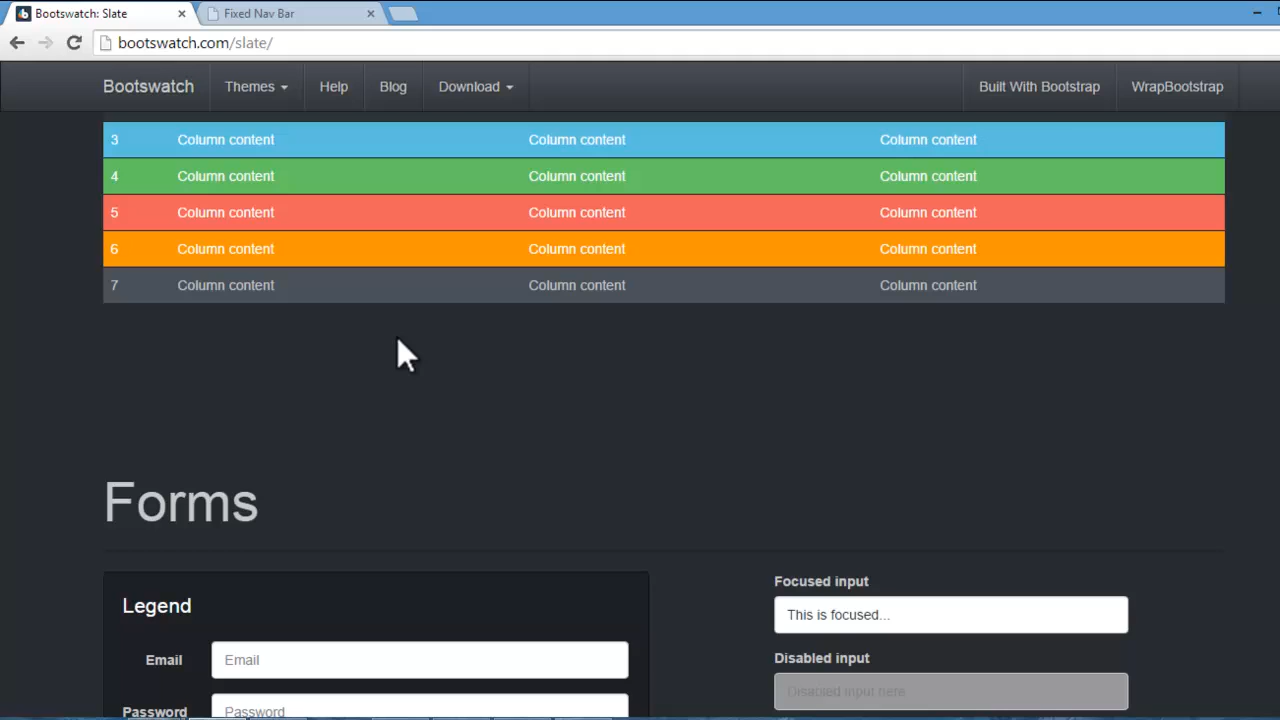 Bootswatch: Slate
Fixed Nav Bar
bootswatch.com/slate/
Bootswatch Themes Help Blog Download Built With Bootstrap WrapBootstrap
3 Column content Column content Column content
4 Column content Column content Column content
5 Column content Column content Column content
6 Column content Column content Column content
7 Column content Column content Column content
Forms
Legend
Email Email
Password Password
Focused input
This is focused...
Disabled input
Disabled input here